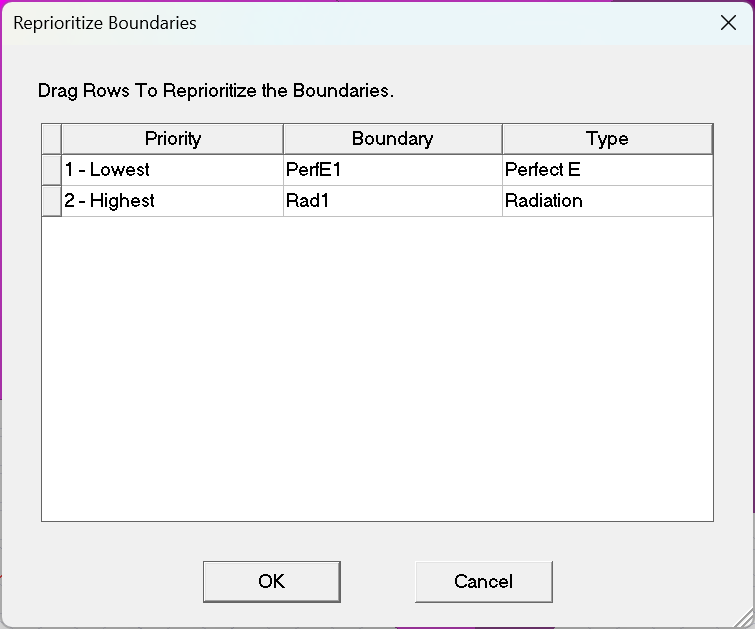 Reprioritize Boundaries
Drag Rows To Reprioritize the Boundaries.
Priority Boundary Type
1 - Lowest PerfE1 Perfect E
2 - Highest Rad1 Radiation
OK Cancel